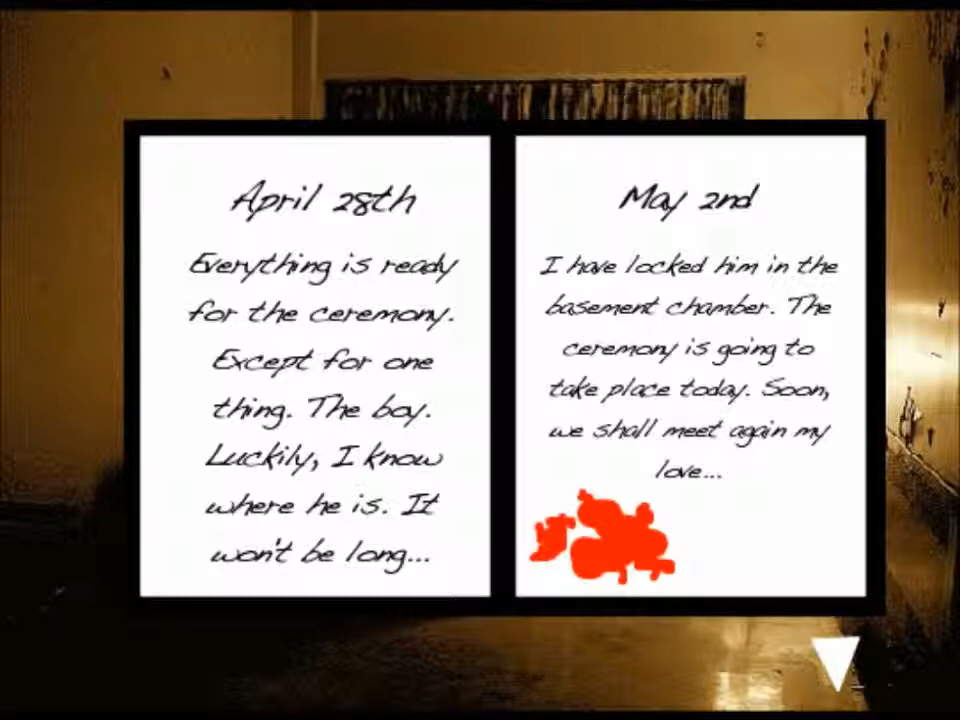 April 28th
Everything is ready
for the ceremony.
Except for one
thing. The boy.
Luckily, I know
where he is. It
won't be long...
May 2nd
I have locked him in the
basement chamber. The
ceremony is going to
take place today. Soon,
we shall meet again my
love...